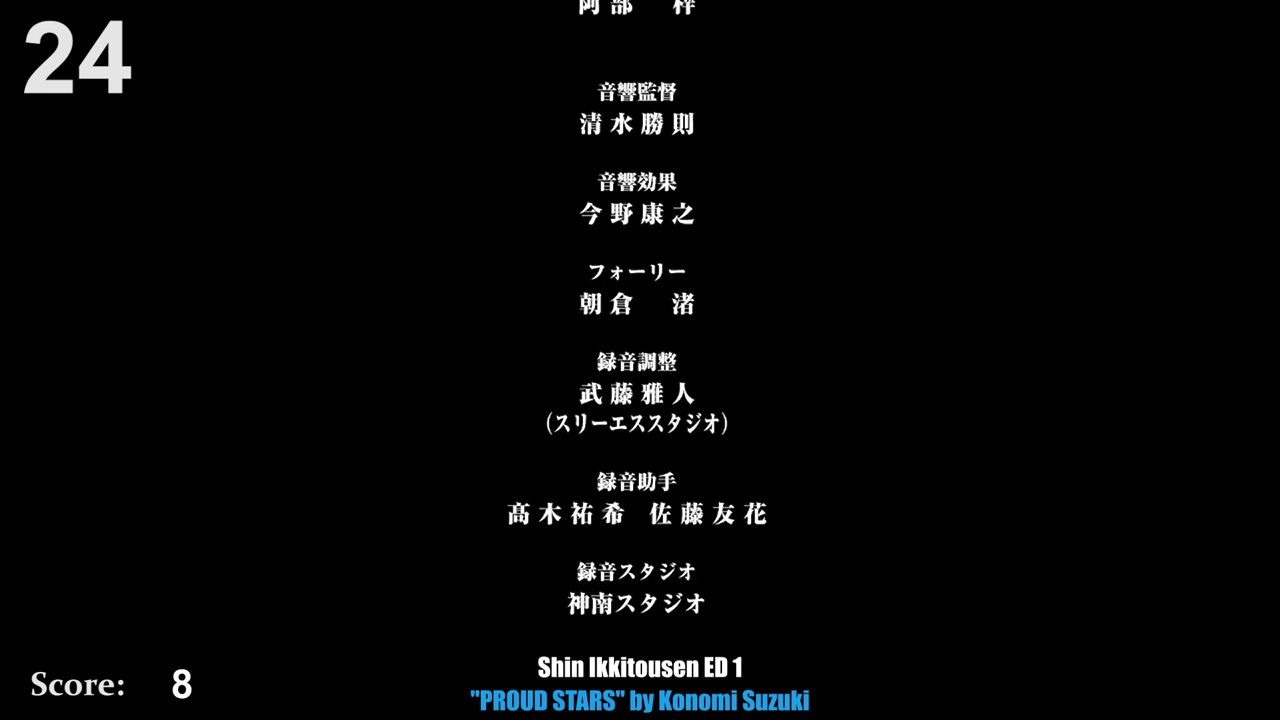 24
阿部 梓
音響監督
清水勝則
音響効果
今野康之
フォーリー
朝倉 渚
録音調整
武藤雅人
(スリーエススタジオ)
録音助手
髙木祐希 佐藤友花
録音スタジオ
神南スタジオ
Shin Ikkitousen ED 1
Score: 8
"PROUD STARS" by Konomi Suzuki